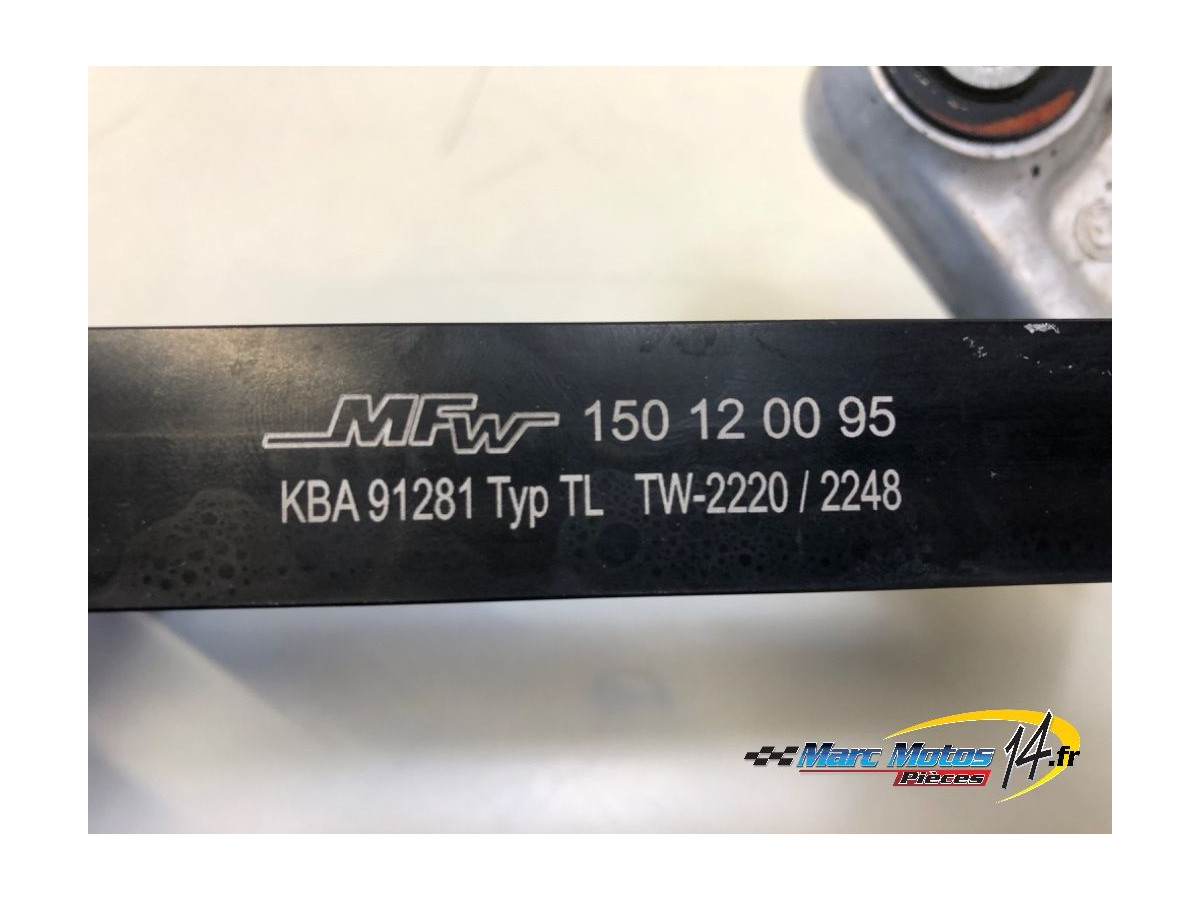 MFW 150 12 00 95
KBA 91281 Typ TL TW-2220 / 2248
Marc Motos 14.fr
Pièces